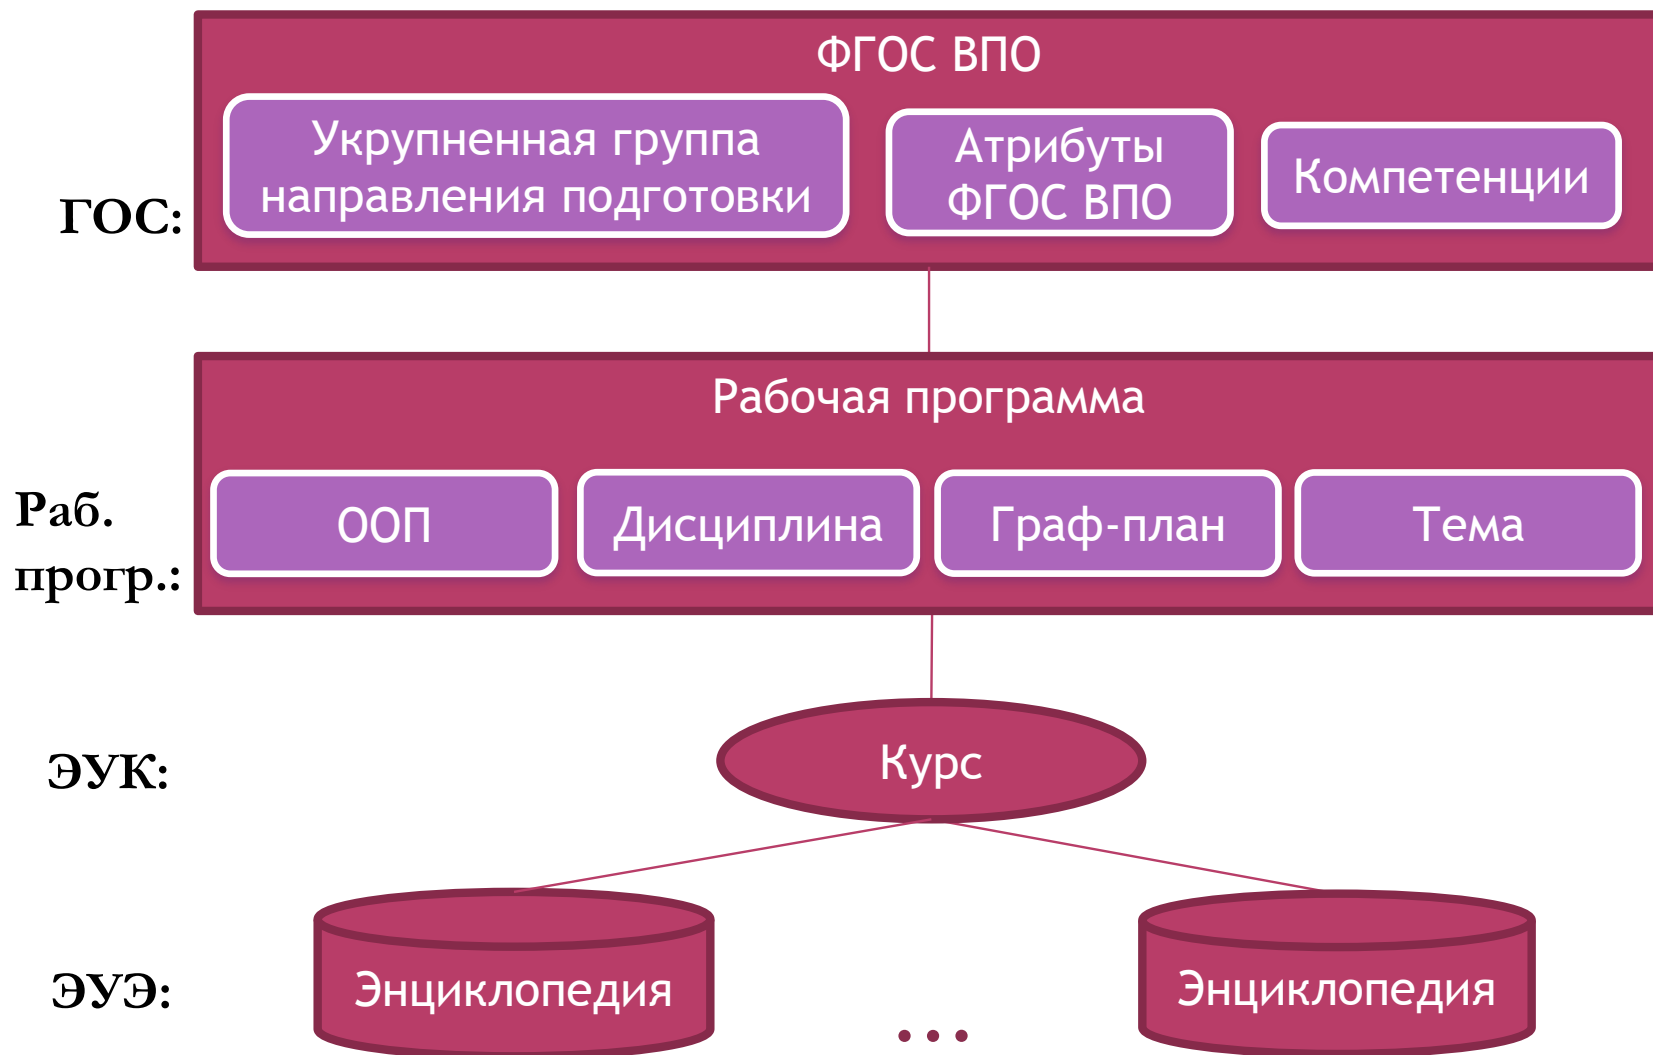 ФГОС ВПО
Укрупненная группа
направления подготовки
Атрибуты
ФГОС ВПО
Компетенции
ГОС:
Рабочая программа
Раб.
прогр.:
ООП
Дисциплина
Граф-план
Тема
ЭУК:
Курс
ЭУЭ:
Энциклопедия
...
Энциклопедия